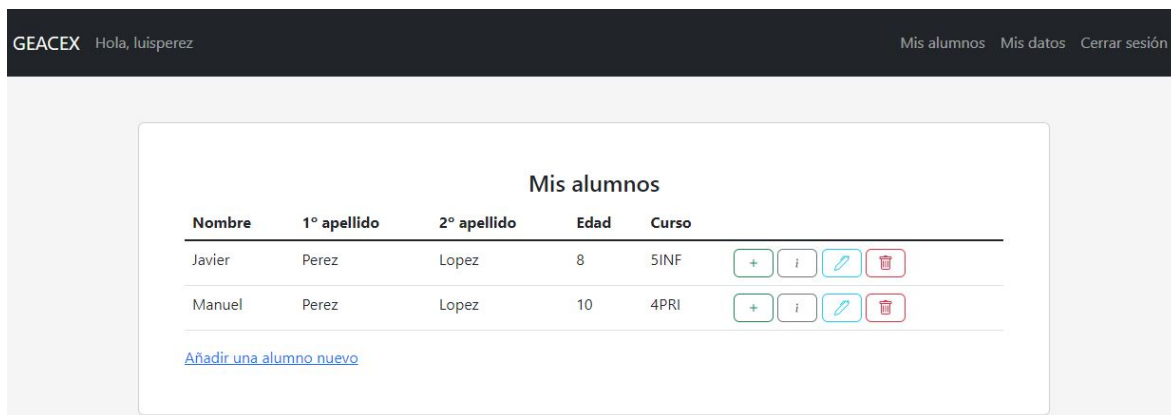 GEACEX Hola, luisperez Mis alumnos Mis datos Cerrar sesión
Mis alumnos
Nombre 1º apellido 2º apellido Edad Curso
Javier Perez Lopez 8 5INF + i
Manuel Perez Lopez 10 4PRI + i
Añadir una alumno nuevo